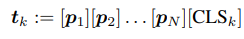 t_k := [p_1][p_2] . . . [p_N][CLS_k]